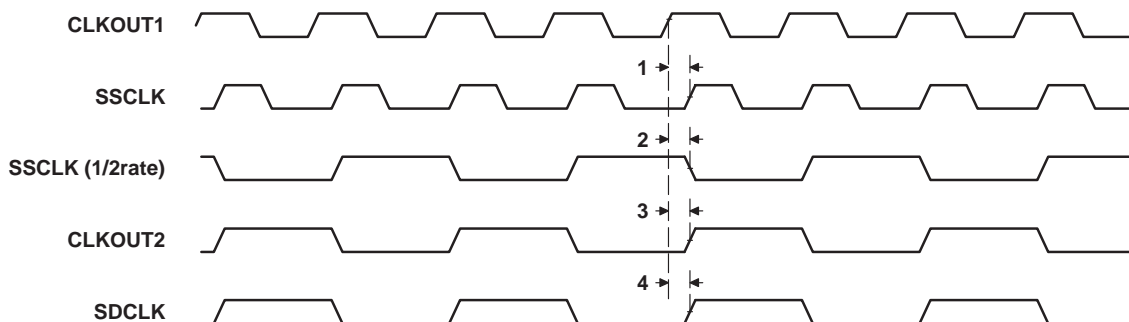 CLKOUT1
1
SSCLK
2
SSCLK (1/2rate)
3
CLKOUT2
4
SDCLK